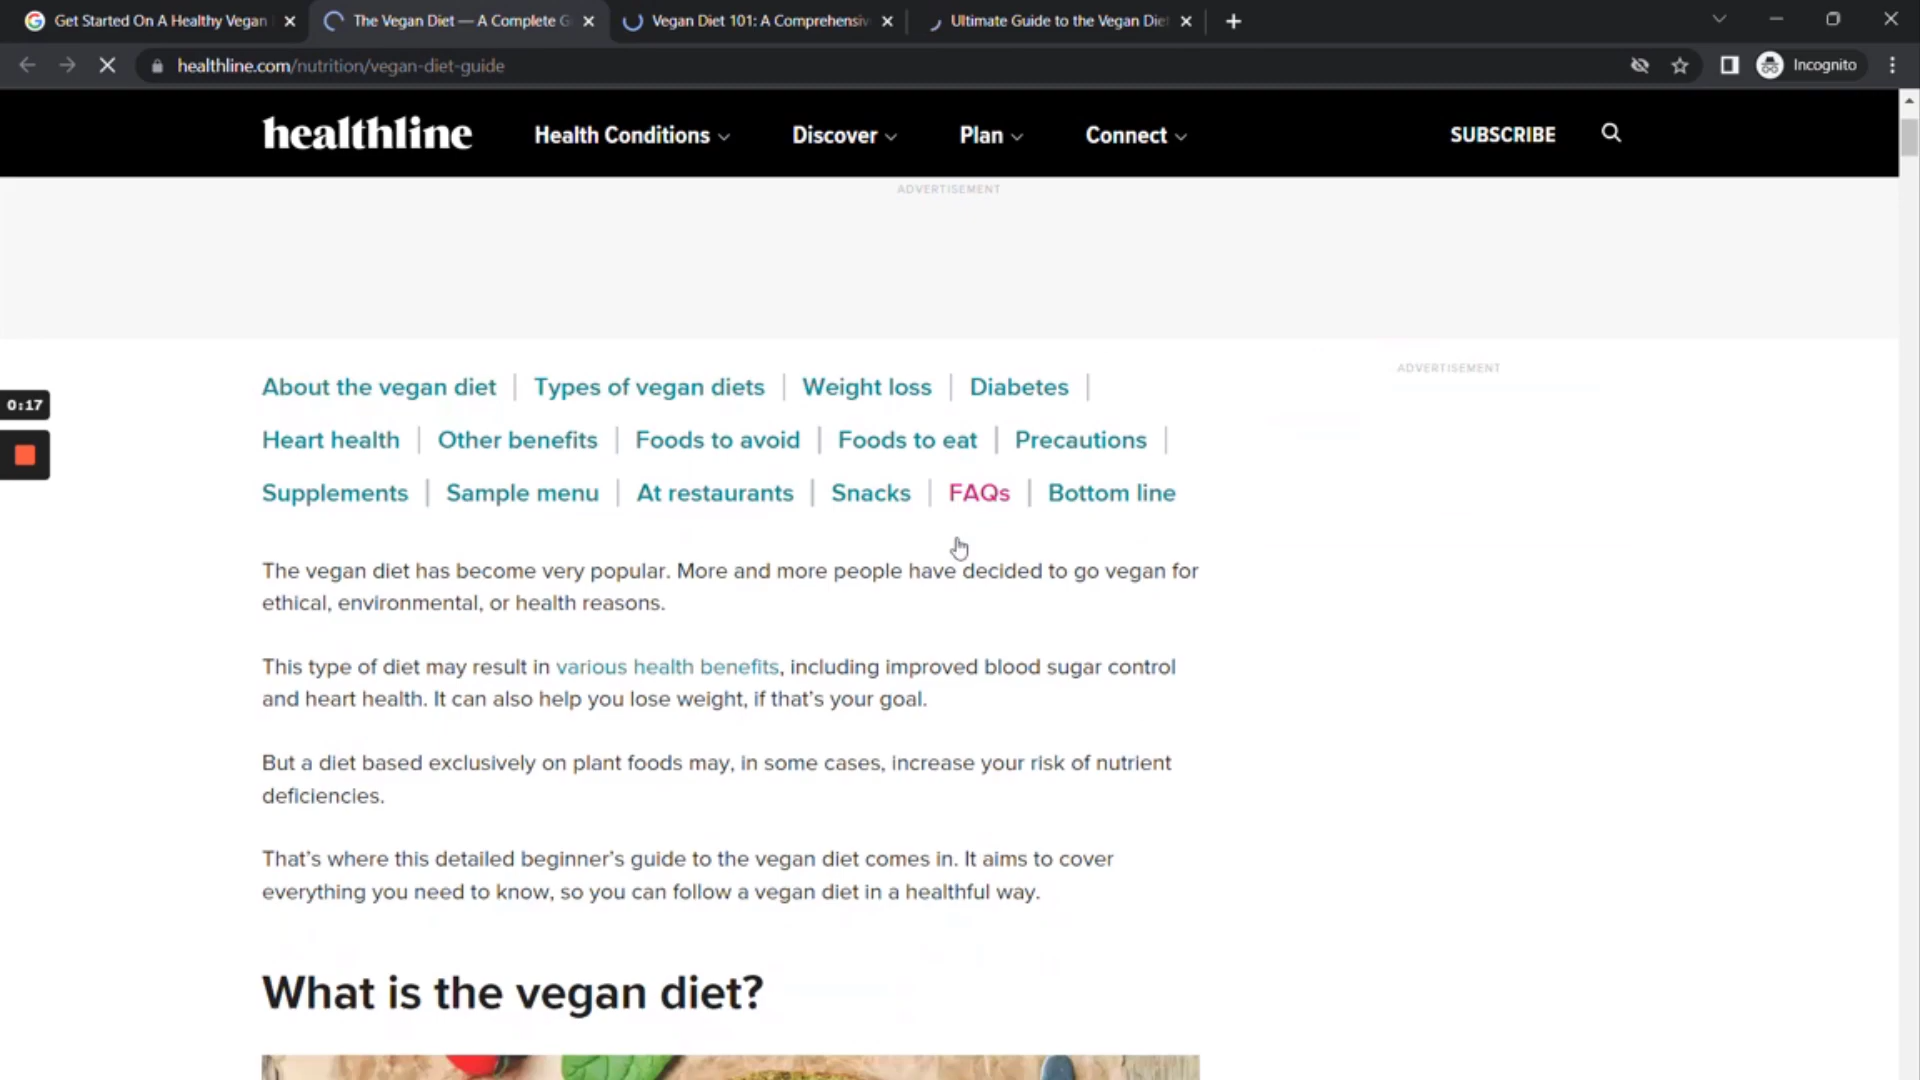 Get Started On A Healthy Vegan
The Vegan Diet — A Complete G
Vegan Diet 101: A Comprehensiv
Ultimate Guide to the Vegan Diet
healthline.com/nutrition/vegan-diet-guide
Incognito
healthline
Health Conditions
Discover
Plan
Connect
SUBSCRIBE
ADVERTISEMENT
ADVERTISEMENT
About the vegan diet | Types of vegan diets | Weight loss | Diabetes |
0:17
Heart health | Other benefits | Foods to avoid | Foods to eat | Precautions |
Supplements | Sample menu | At restaurants | Snacks | FAQs | Bottom line
The vegan diet has become very popular. More and more people have decided to go vegan for
ethical, environmental, or health reasons.
This type of diet may result in various health benefits, including improved blood sugar control
and heart health. It can also help you lose weight, if that's your goal.
But a diet based exclusively on plant foods may, in some cases, increase your risk of nutrient
deficiencies.
That's where this detailed beginner's guide to the vegan diet comes in. It aims to cover
everything you need to know, so you can follow a vegan diet in a healthful way.
What is the vegan diet?